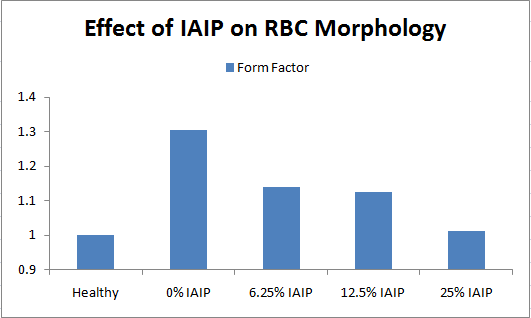 Effect of IAIP on RBC Morphology
Form Factor
1.4
1.3
1.2
1.1
1
0.9
Healthy 0% IAIP 6.25% IAIP 12.5% IAIP 25% IAIP